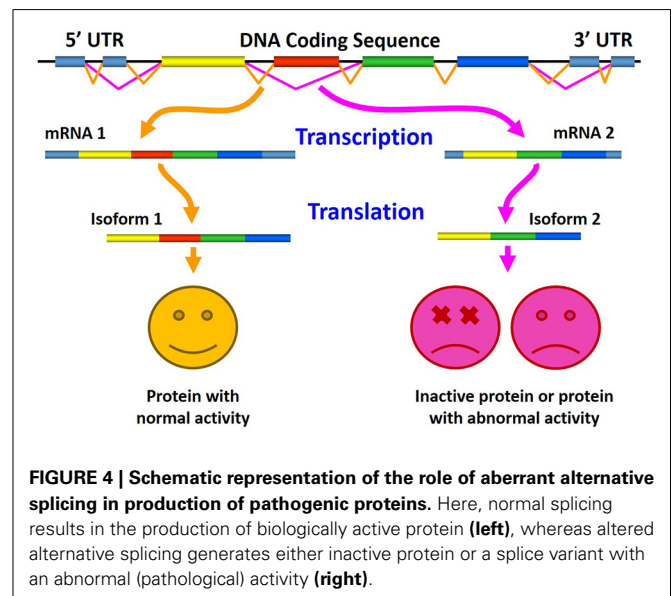 5' UTR DNA Coding Sequence 3' UTR
mRNA 1 Transcription mRNA 2
Isoform 1 Translation Isoform 2
Protein with
normal activity
Inactive protein or protein
with abnormal activity
FIGURE 4 | Schematic representation of the role of aberrant alternative
splicing in production of pathogenic proteins. Here, normal splicing
results in the production of biologically active protein (left), whereas altered
alternative splicing generates either inactive protein or a splice variant with
an abnormal (pathological) activity (right).